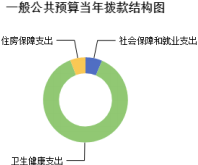 一般公共预算当年拨款结构图
住房保障支出
社会保障和就业支出
卫生健康支出